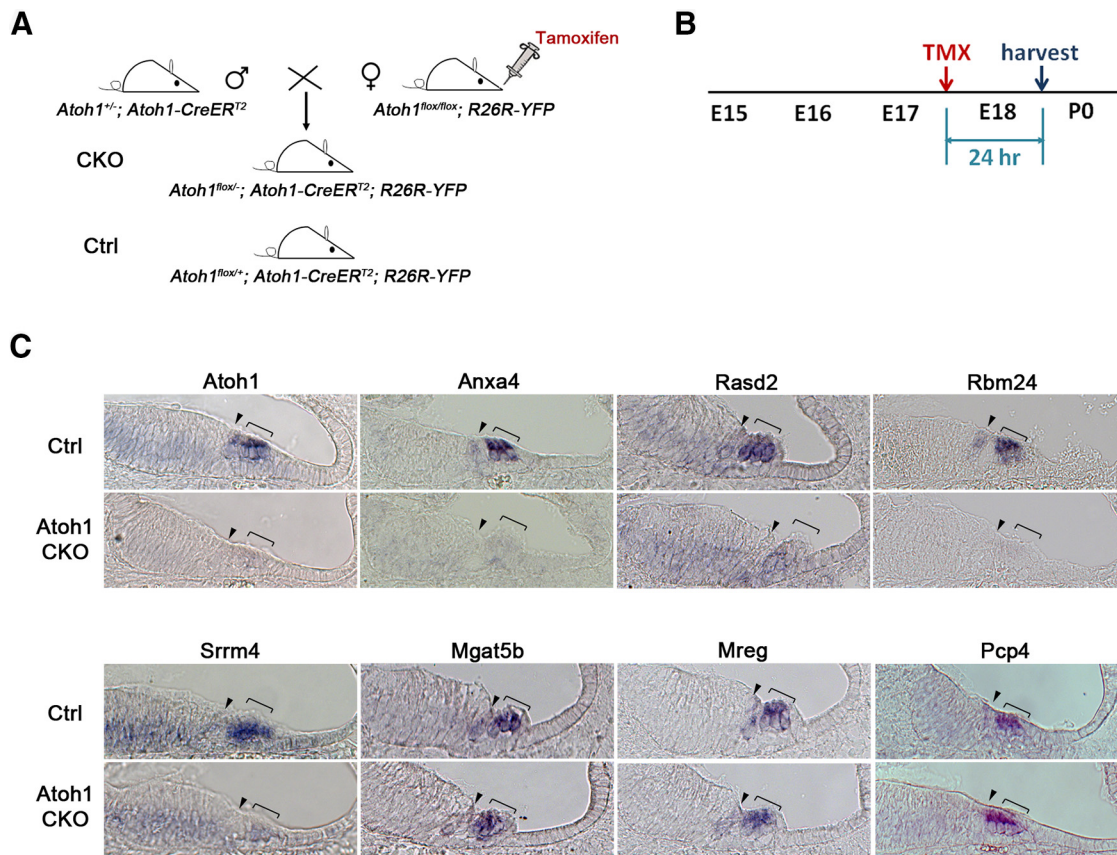 A
Tamoxifen
Atoh1+/-; Atoh1-CreERT2
Atoh1flox/flox; R26R-YFP
CKO
Atoh1flox/-; Atoh1-CreERT2; R26R-YFP
Ctrl
Atoh1flox/+; Atoh1-CreERT2; R26R-YFP
B
TMX harvest
E15 E16 E17 E18 P0
24 hr
C
Atoh1 Anxa4 Rasd2 Rbm24
Ctrl
Atoh1
CKO
Srrm4 Mgat5b Mreg Pcp4
Ctrl
Atoh1
CKO